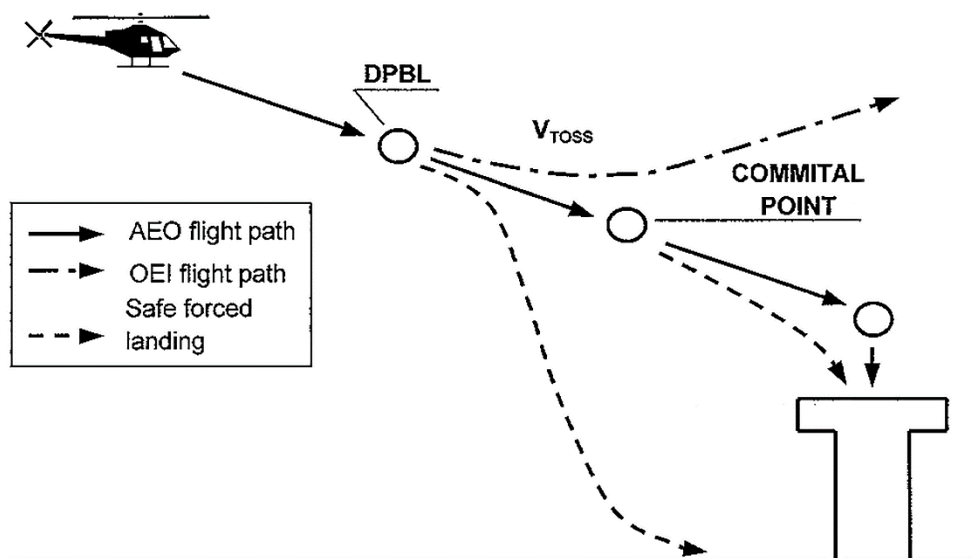 DPBL
VTOSS
COMMITAL
POINT
AEO flight path
OEI flight path
Safe forced
landing